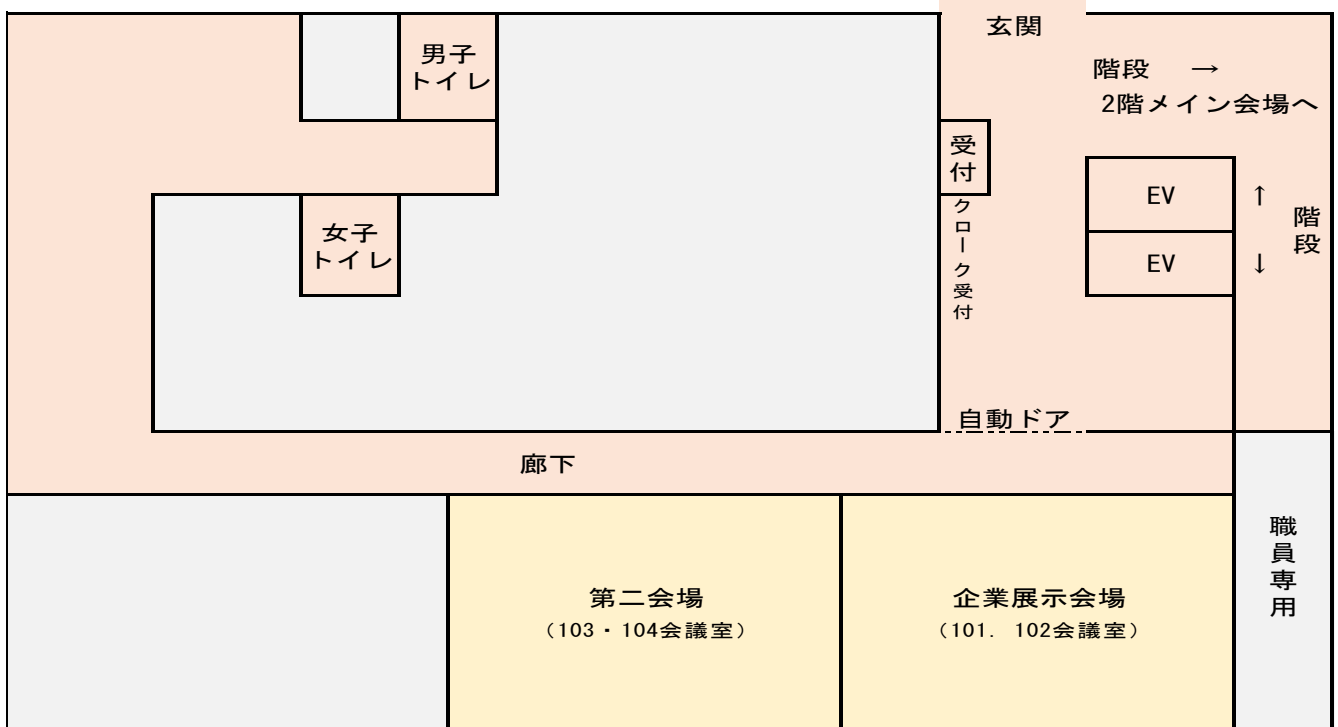 玄関
男子
トイレ
階段 →
2階メイン会場へ
受付
クローク受付
EV
↑
階段
女子
トイレ
EV
↓
自動ドア
廊下
職員専用
第二会場
(103・104会議室)
企業展示会場
(101. 102会議室)